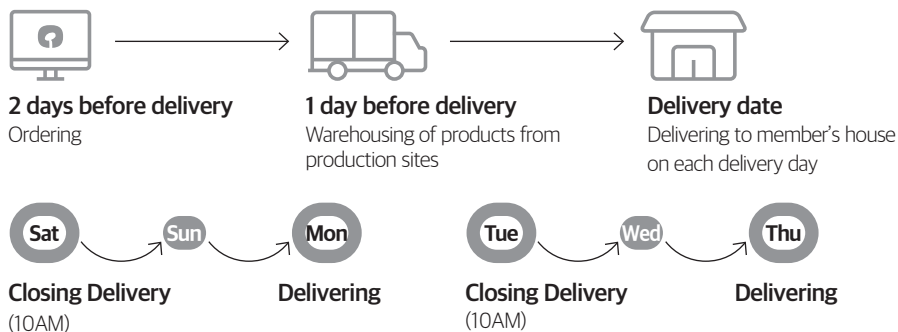 2 days before delivery
Ordering
1 day before delivery
Warehousing of products from
production sites
Delivery date
Delivering to member's house
on each delivery day
Sat
Sun
Mon
Closing Delivery
(10AM)
Delivering
Tue
Wed
Thu
Closing Delivery
(10AM)
Delivering